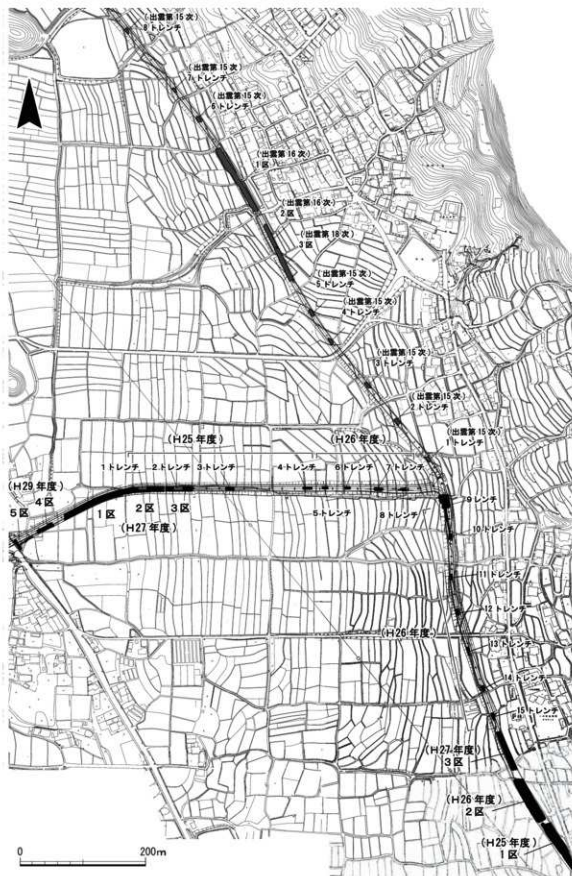 (出雲第15次)
8トレンチ
(出雲第15次)
7トレンチ
(出雲第15次)
6トレンチ
(出雲第16次)
1区
(出雲第16次)
2区
(出雲第18次)
3区
(出雲第15次)
5トレンチ
(出雲第15次)
4トレンチ
(出雲第15次)
3トレンチ
(出雲第15次)
2トレンチ
(出雲第15次)
1トレンチ
(H25年度)
(H26年度)
1トレンチ
2トレンチ
3トレンチ
4トレンチ
6トレンチ
7トレンチ
(H29年度)
4区
5区
1区
2区
3区
(H27年度)
5トレンチ
8トレンチ
9レンチ
10トレンチ
11トレンチ
12トレンチ
(H26年度)
13トレンチ
14トレンチ
15トレンチ
(H27年度)
3区
(H26年度)
2区
(H25年度)
1区
0
200m